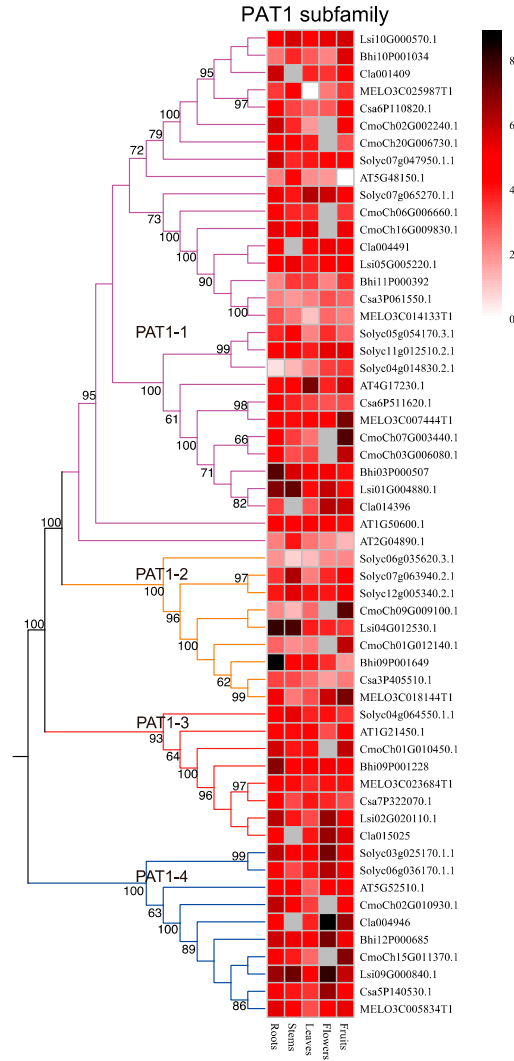 PAT1 subfamily
Lsi10G000570.1
Bhi10P001034
95
Cla001409
8
MELO3C025987T1
97
Csa6P110820.1
100
CmoCh02G002240.1
79
CmoCh20G006730.1
72
Solyc07g047950.1.1
6
AT5G48150.1
Solyc07g065270.1.1
73
CmoCh06G006660.1
CmoCh16G009830.1
4
100
Cla004491
Lsi05G005220.1
2
90
Bhi11P000392
Csa3P061550.1
100
MELO3C014133T1
0
PAT1-1
Solyc05g054170.3.1
99
Solyc11g012510.2.1
100
Solyc04g014830.2.1
AT4G17230.1
95
98
Csa6P511620.1
61
MELO3C007444T1
66
CmoCh07G003440.1
CmoCh03G006080.1
71
Bhi03P000507
Lsi01G004880.1
82
Cla014396
100
AT1G50600.1
AT2G04890.1
Solyc06g035620.3.1
PAT1-2
97
Solyc07g063940.2.1
100
Solyc12g005340.2.1
96
CmoCh09G009100.1
Lsi04G012530.1
100
CmoCh01G012140.1
100
Bhi09P001649
62
Csa3P405510.1
99
MELO3C018144T1
PAT1-3
Solyc04g064550.1.1
93
AT1G21450.1
64
CmoCh01G010450.1
100
Bhi09P001228
97
MELO3C023684T1
96
Csa7P322070.1
Lsi02G020110.1
Cla015025
99
Solyc03g025170.1.1
PAT1-4
Solyc06g036170.1.1
100
AT5G52510.1
63
CmoCh02G010930.1
100
Cla004946
89
Bhi12P000685
CmoCh15G011370.1
Lsi09G000840.1
Csa5P140530.1
86
MELO3C005834T1
Roots
Stems
Leaves
Flowers
Fruits